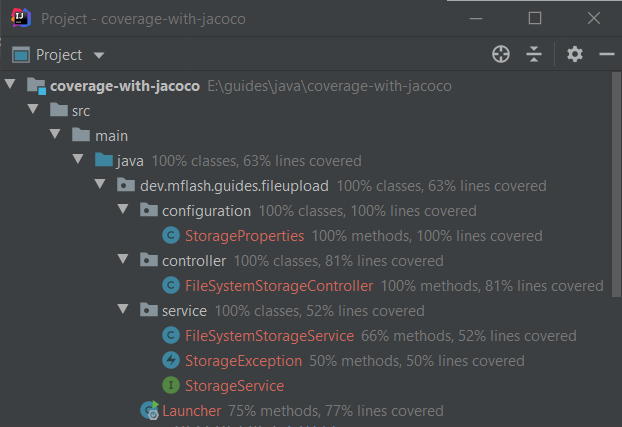 Project - coverage-with-jacoco
Project
coverage-with-jacoco E:\guides\java\coverage-with-jacoco
src
main
java 100% classes, 63% lines covered
dev.mflash.guides.fileupload 100% classes, 63% lines covered
configuration 100% classes, 100% lines covered
C StorageProperties 100% methods, 100% lines covered
controller 100% classes, 81% lines covered
C FileSystemStorageController 100% methods, 81% lines covered
service 100% classes, 52% lines covered
C FileSystemStorageService 66% methods, 52% lines covered
StorageException 50% methods, 50% lines covered
I StorageService
C Launcher 75% methods, 77% lines covered